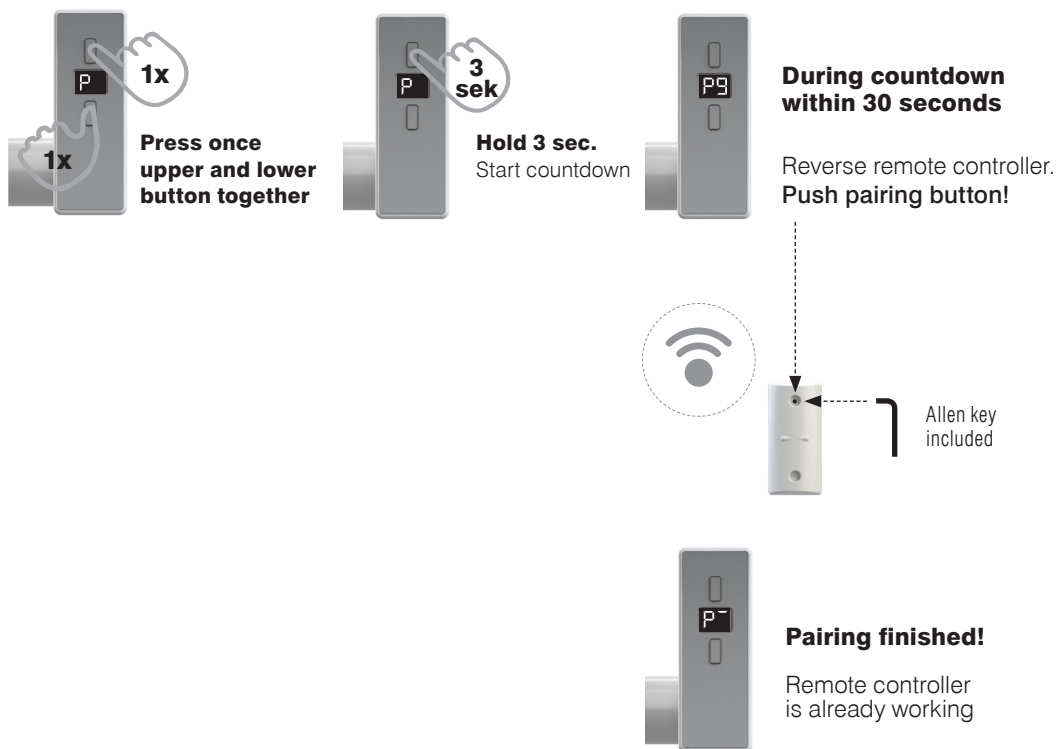 1x
P
1x
Press once
upper and lower
button together
3
sek
P
Hold 3 sec.
Start countdown
P9
During countdown
within 30 seconds
Reverse remote controller.
Push pairing button!
Allen key
included
P¯
Pairing finished!
Remote controller
is already working